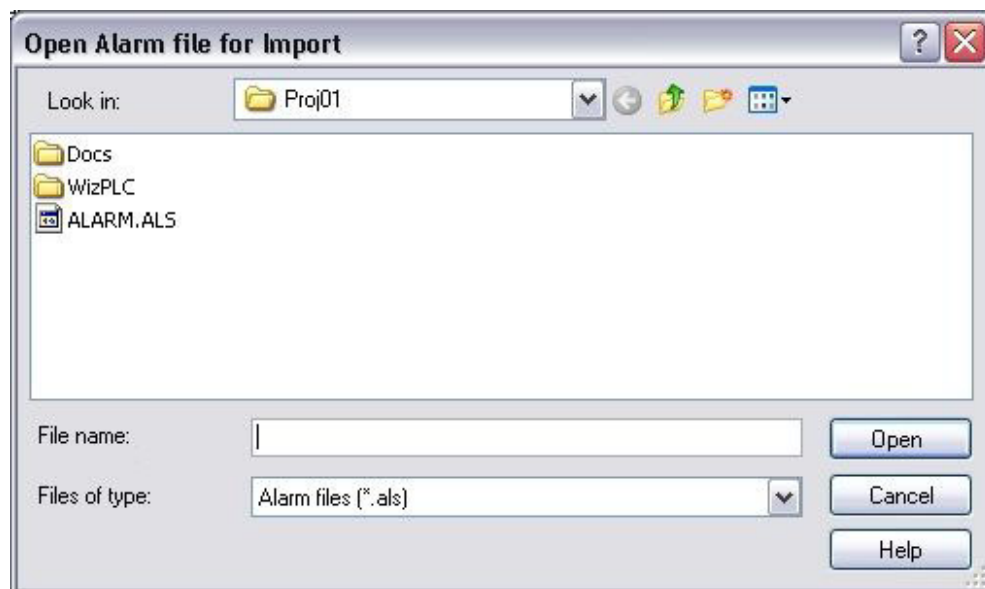 Open Alarm file for Import
Look in: Proj01
Docs
WizPLC
ALARM.ALS
File name: Open
Files of type: Alarm files (*.als) Cancel
Help